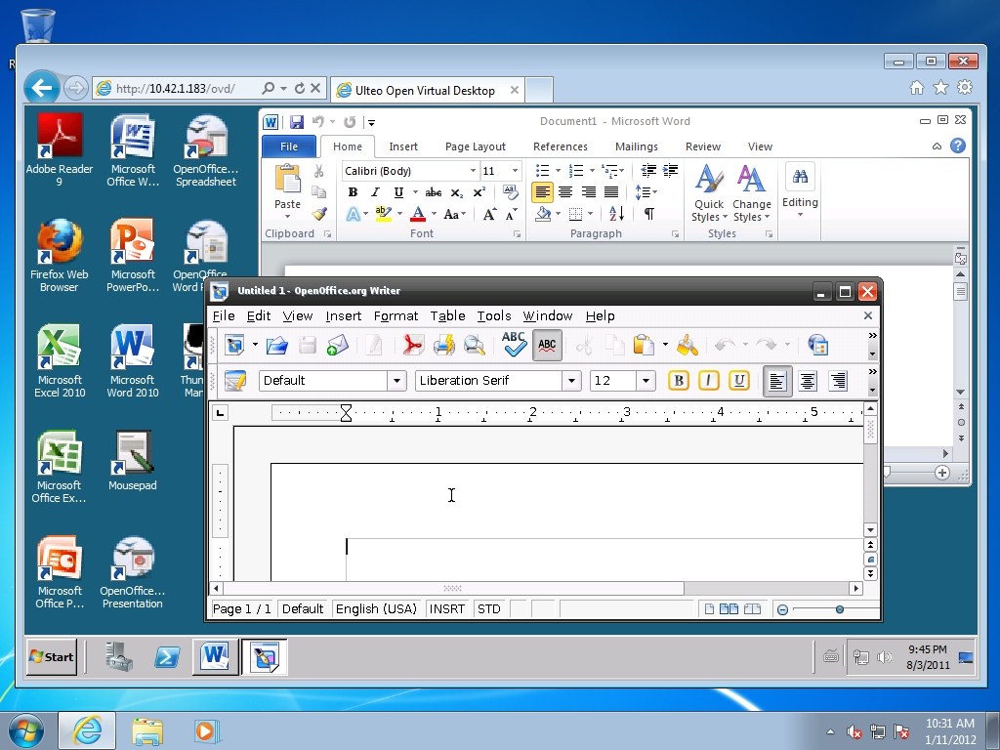 R
http://10.42.1.183/ovd/
Ulteo Open Virtual Desktop
Adobe Reader
9
Microsoft
Office W...
OpenOffice...
Spreadsheet
Firefox Web
Browser
Microsoft
PowerPo...
OpenOffice
Word P
Microsoft
Excel 2010
Microsoft
Word 2010
Thun
Man
Microsoft
Office Ex...
Mousepad
Microsoft
Office P...
OpenOffice...
Presentation
Document1 - Microsoft Word
File Home Insert Page Layout References Mailings Review View
Calibri (Body) 11
Paste
B I U abc x₂ x²
A ab A Aa A A
Quick
Styles
Change
Styles
Editing
Clipboard Font Paragraph Styles
Untitled 1 - OpenOffice.org Writer
File Edit View Insert Format Table Tools Window Help
ABC ABC
Default Liberation Serif 12 B I U
1 2 3 4 5
Page 1 / 1 Default English (USA) INSRT STD
Start
9:45 PM
8/3/2011
10:31 AM
1/11/2012